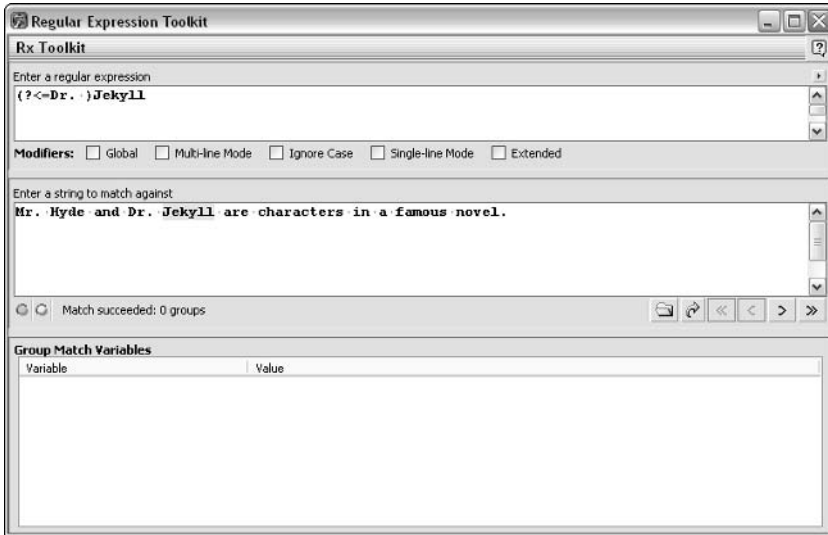 Regular Expression Toolkit
Rx Toolkit
Enter a regular expression
(?<=Dr. )Jekyll
Modifiers: Global Multi-line Mode Ignore Case Single-line Mode Extended
Enter a string to match against
Mr. Hyde and Dr. Jekyll are characters in a famous novel.
Match succeeded: 0 groups
Group Match Variables
Variable Value